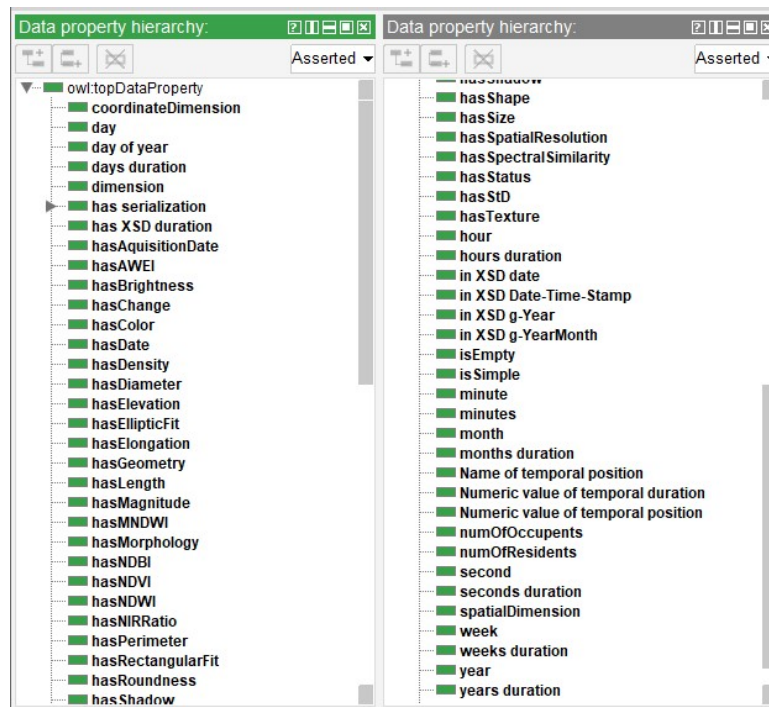 Data property hierarchy:
Asserted
owl:topDataProperty
coordinateDimension
day
day of year
days duration
dimension
has serialization
has XSD duration
hasAquisitionDate
hasAWEI
hasBrightness
hasChange
hasColor
hasDate
hasDensity
hasDiameter
hasElevation
hasEllipticFit
hasElongation
hasGeometry
hasLength
hasMagnitude
hasMNDWI
hasMorphology
hasNDBI
hasNDVI
hasNDWI
hasNIRRatio
hasPerimeter
hasRectangularFit
hasRoundness
hasShadow
Data property hierarchy:
Asserted
hasShadow
hasShape
hasSize
hasSpatialResolution
hasSpectralSimilarity
hasStatus
hasStD
hasTexture
hour
hours duration
in XSD date
in XSD Date-Time-Stamp
in XSD g-Year
in XSD g-YearMonth
isEmpty
isSimple
minute
minutes
month
months duration
Name of temporal position
Numeric value of temporal duration
Numeric value of temporal position
numOfOccupents
numOfResidents
second
seconds duration
spatialDimension
week
weeks duration
year
years duration